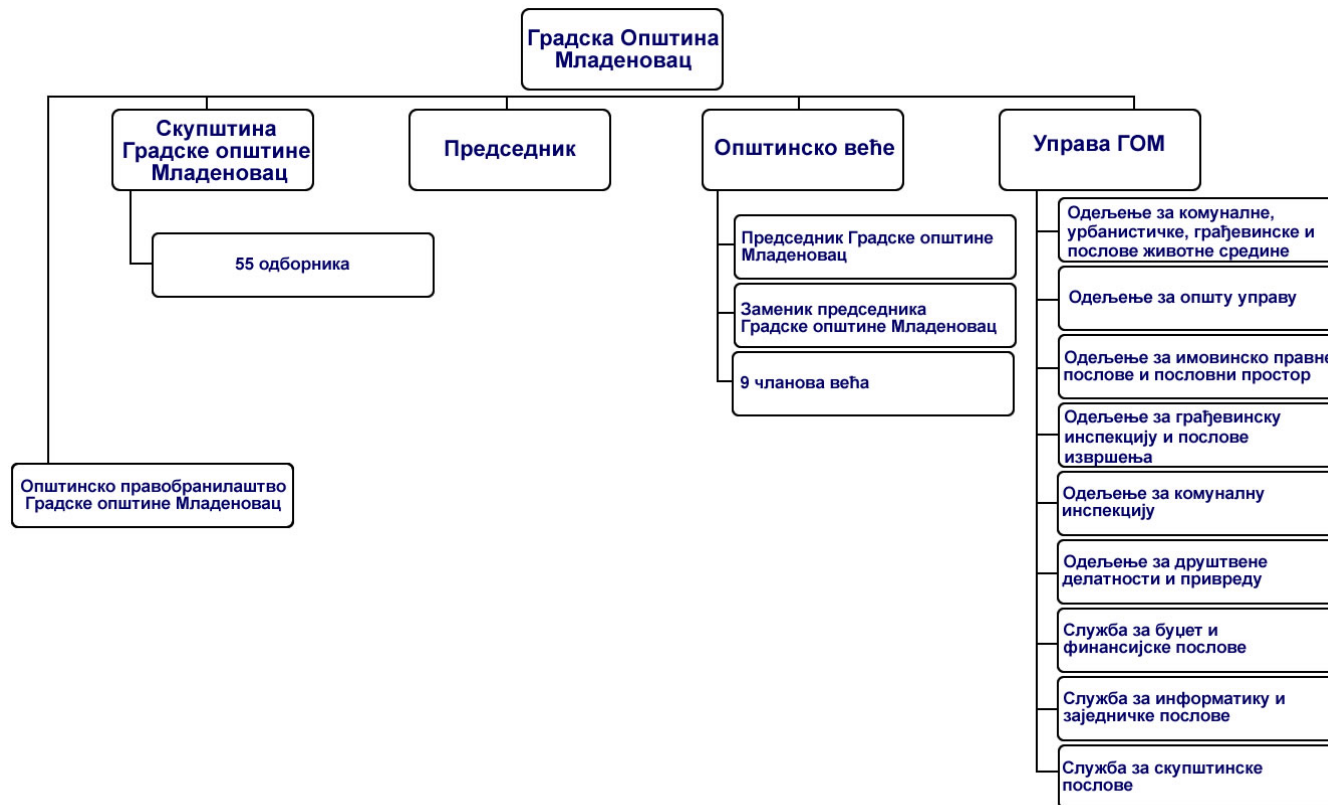 Градска Општина
Младеновац
Скупштина
Градске општине
Младеновац
55 одборника
Председник
Општинско веће
Председник Градске општине
Младеновац
Заменик председника
Градске општине Младеновац
9 чланова већа
Управа ГОМ
Одељење за комуналне,
урбанистичке, грађевинске и
послове животне средине
Одељење за општу управу
Одељење за имовинско правне
послове и пословни простор
Одељење за грађевинску
инспекцију и послове
извршења
Одељење за комуналну
инспекцију
Одељење за друштвене
делатности и привреду
Служба за буџет и
финансијске послове
Служба за информатику и
заједничке послове
Служба за скупштинске
послове
Општинско правобранилаштво
Градске општине Младеновац